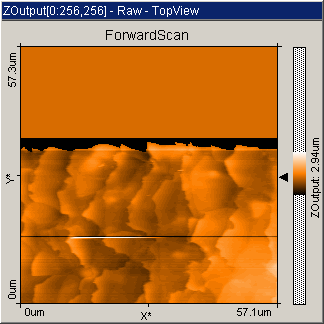 ZOutput[0:256,256] - Raw - TopView
ForwardScan
57.3um
Y*
0um
ZOutput: 2.94um
0um
X*
57.1um